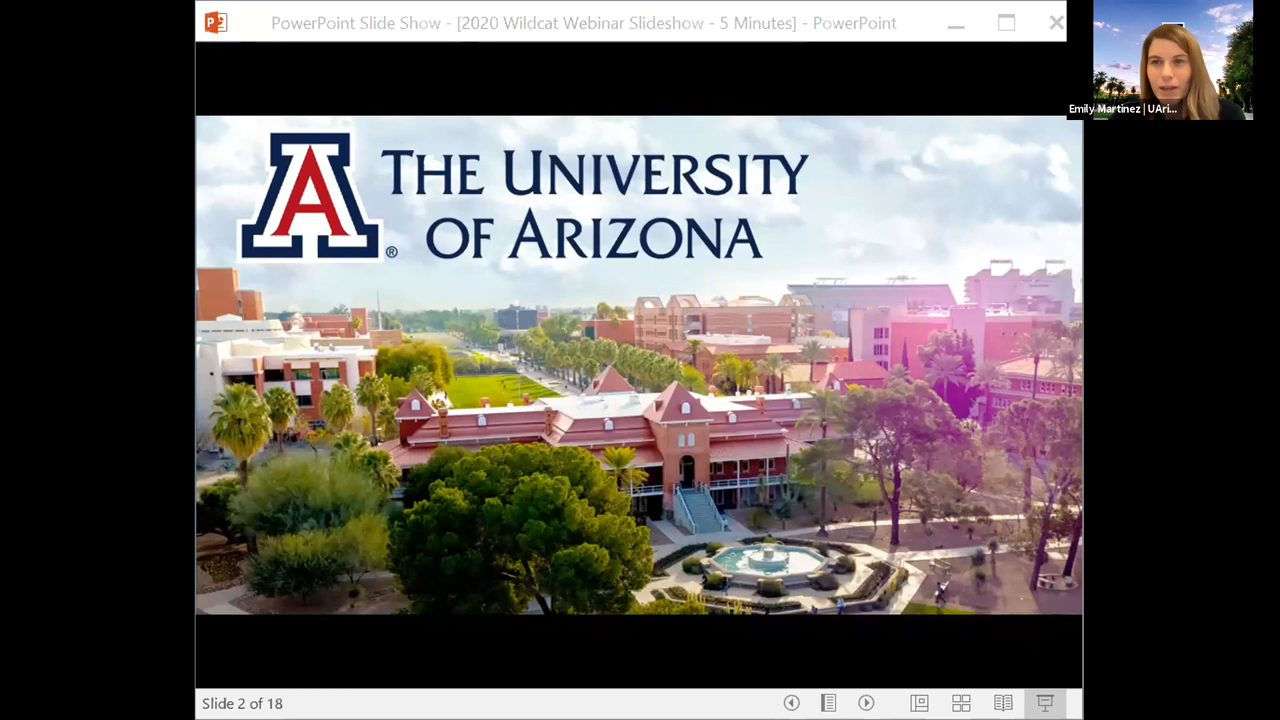 PowerPoint Slide Show - [2020 Wildcat Webinar Slideshow - 5 Minutes] - PowerPoint
Emily Martinez | UAri...
A
®
THE UNIVERSITY
OF ARIZONA
Slide 2 of 18